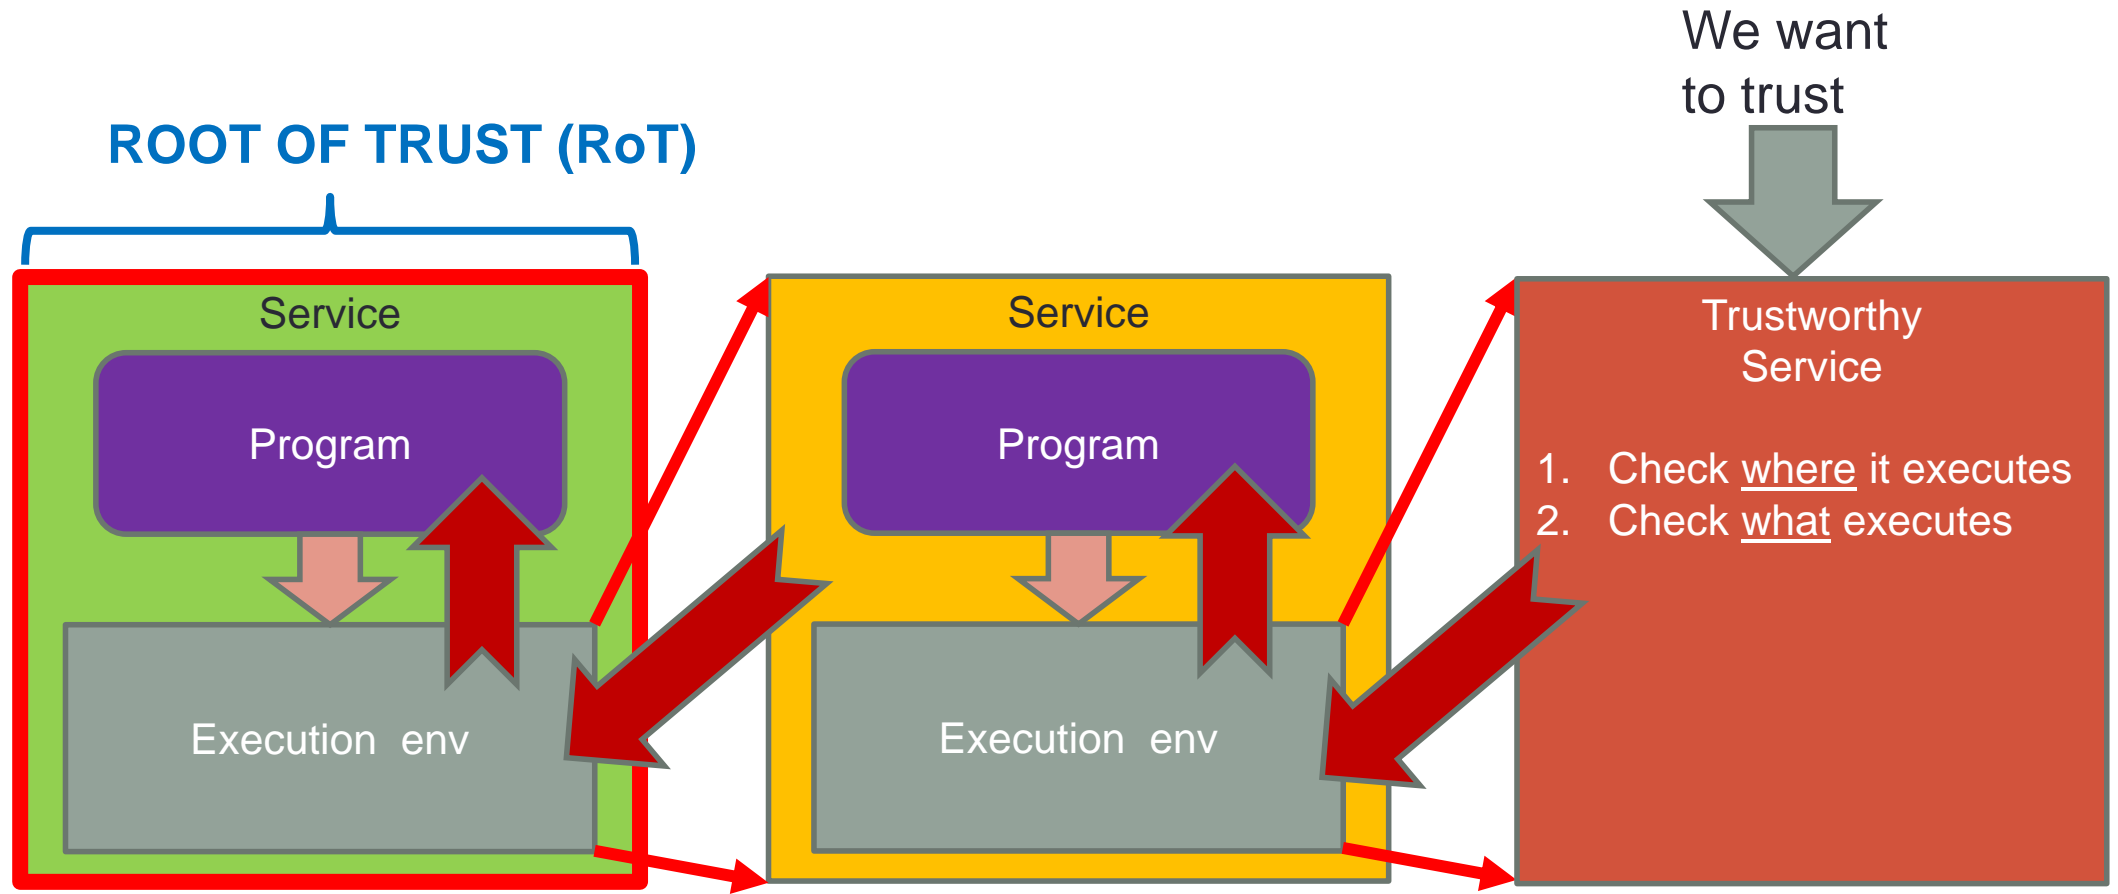 We want
to trust
ROOT OF TRUST (RoT)
Service
Program
Execution env
Service
Program
Execution env
Trustworthy
Service
1. Check where it executes
2. Check what executes